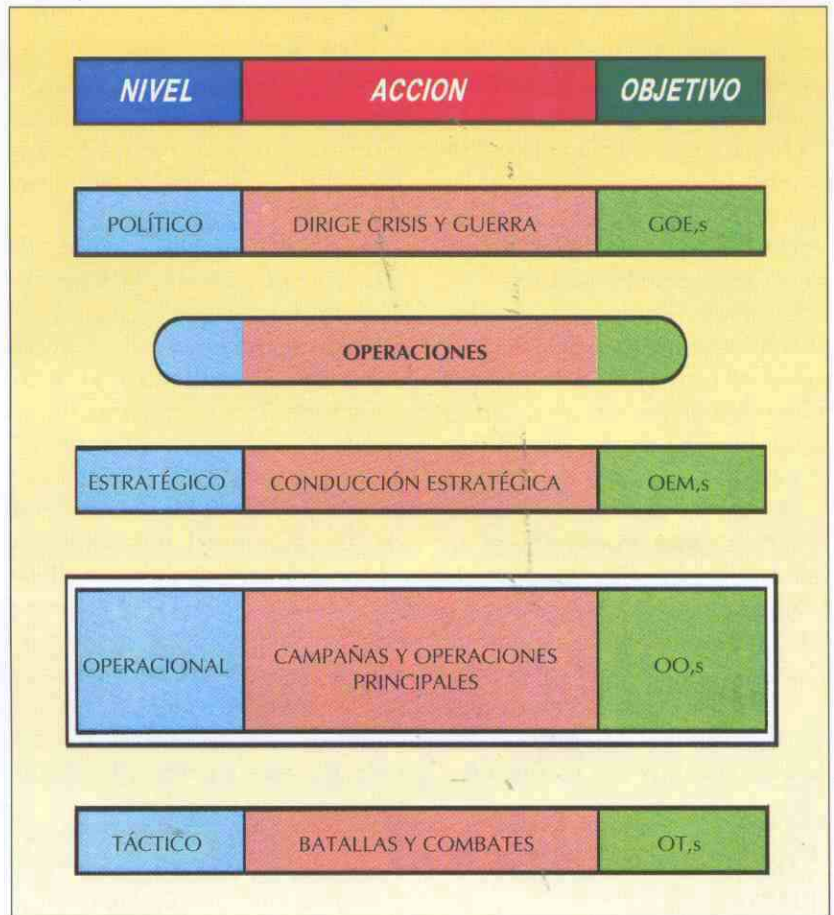 NIVEL ACCION OBJETIVO
POLÍTICO DIRIGE CRISIS Y GUERRA GOE,s
OPERACIONES
ESTRATÉGICO CONDUCCIÓN ESTRATÉGICA OEM,s
OPERACIONAL CAMPAÑAS Y OPERACIONES PRINCIPALES OO,s
TÁCTICO BATALLAS Y COMBATES OT,s